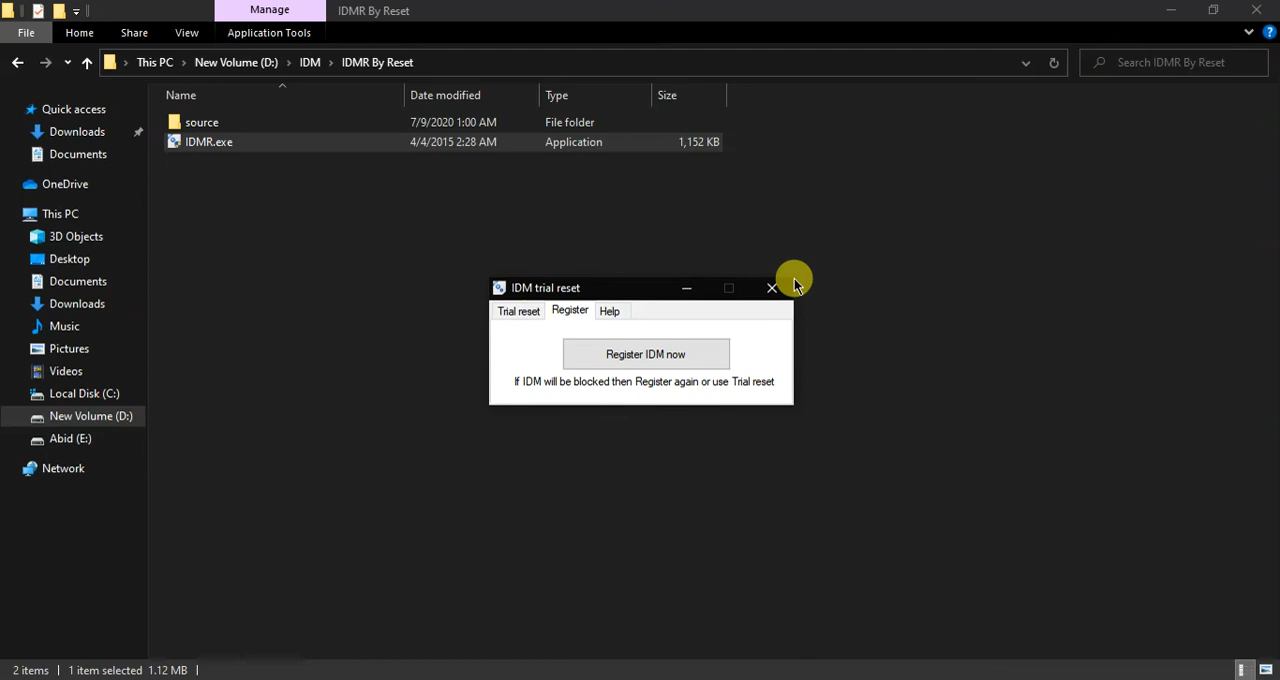 Manage IDMR By Reset
File Home Share View Application Tools
This PC New Volume (D:) IDM IDMR By Reset Search IDMR By Reset
Name Date modified Type Size
source 7/9/2020 1:00 AM File folder
IDMR.exe 4/4/2015 2:28 AM Application 1,152 KB
Quick access
Downloads
Documents
OneDrive
This PC
3D Objects
Desktop
Documents
Downloads
Music
Pictures
Videos
Local Disk (C:)
New Volume (D:)
Abid (E:)
Network
IDM trial reset
Trial reset Register Help
Register IDM now
If IDM will be blocked then Register again or use Trial reset
2 items 1 item selected 1.12 MB